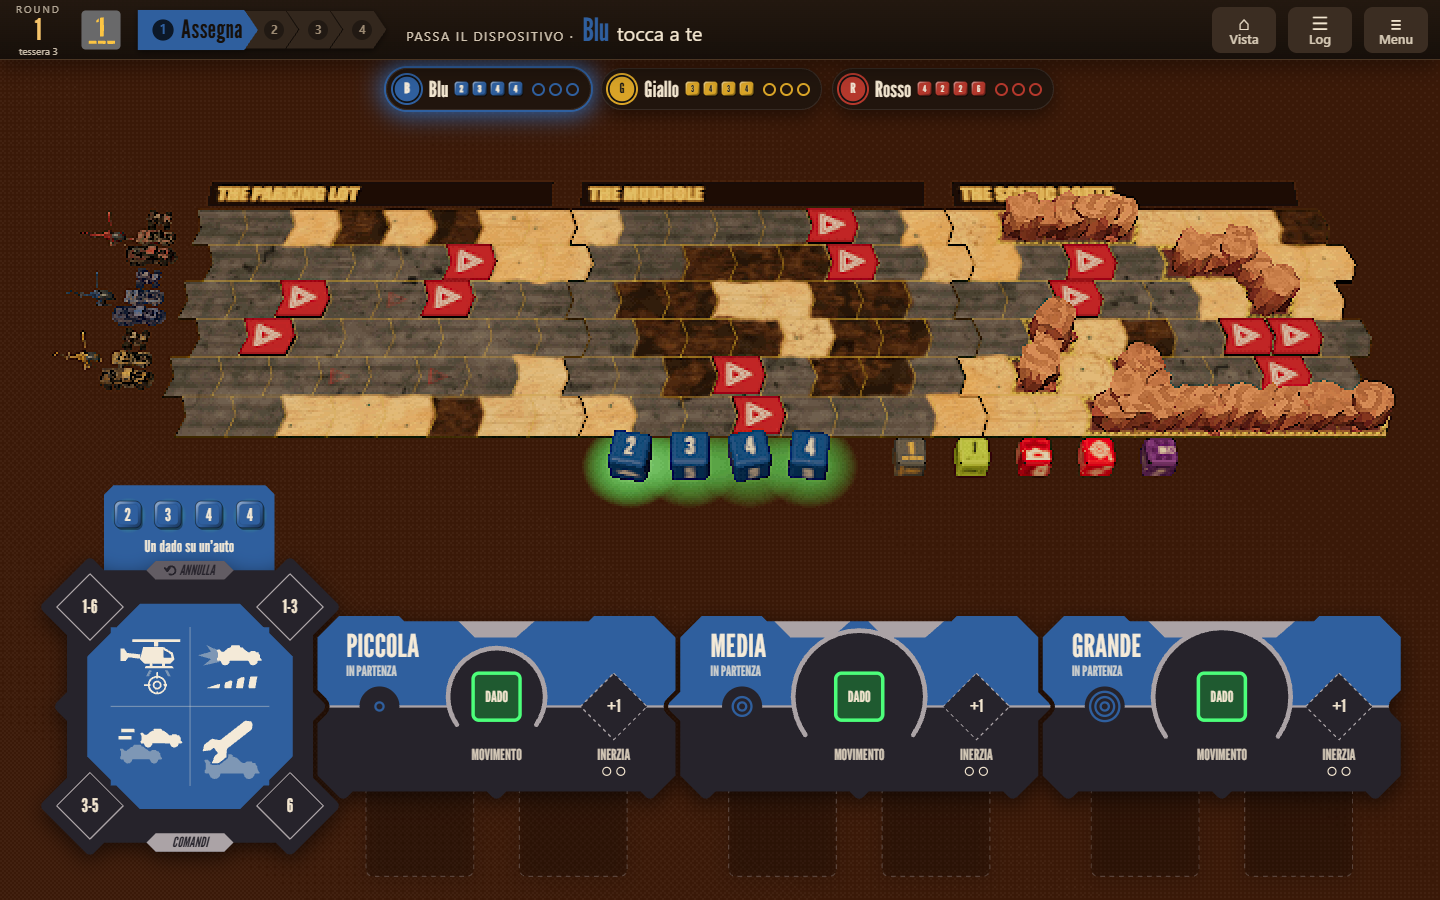 ROUND
1
tessera 3
1
1 Assegna 2 3 4
PASSA IL DISPOSITIVO · Blu tocca a te
Vista
Log
Menu
B Blu 2 3 4 4
G Giallo 3 4 3 4
R Rosso 4 2 2 6
THE PARKING LOT
THE MUDHOLE
2 3 4 4
1 1
2 3 4 4
Un dado su un'auto
ANNULLA
1-6
1-3
3-5
6
COMANDI
PICCOLA
IN PARTENZA
DADO
+1
MOVIMENTO
INERZIA
MEDIA
IN PARTENZA
DADO
+1
MOVIMENTO
INERZIA
GRANDE
IN PARTENZA
DADO
+1
MOVIMENTO
INERZIA